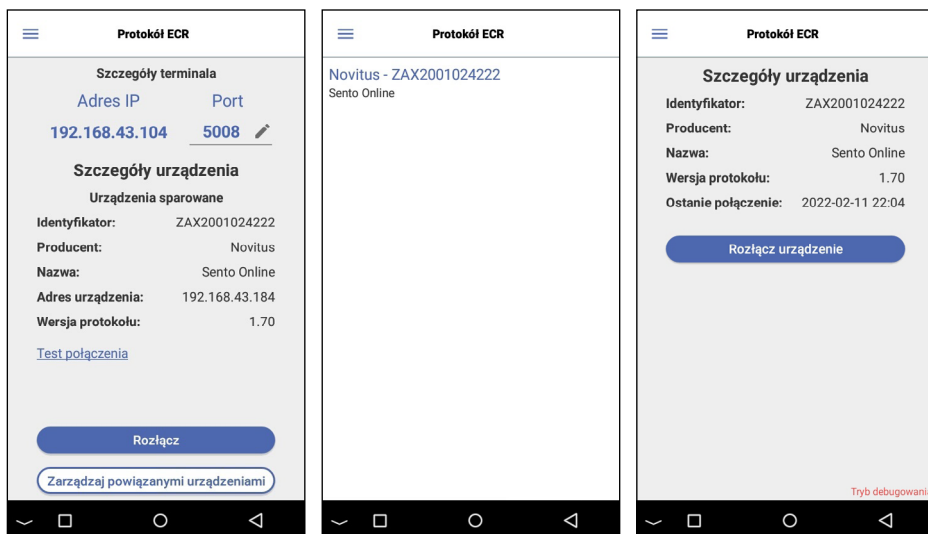 Protokół ECR
Szczegóły terminala
Adres IP Port
192.168.43.104 5008
Szczegóły urządzenia
Urządzenia sparowane
Identyfikator: ZAX2001024222
Producent: Novitus
Nazwa: Sento Online
Adres urządzenia: 192.168.43.184
Wersja protokołu: 1.70
Test połączenia
Rozłącz
Zarządzaj powiązanymi urządzeniami
Protokół ECR
Novitus - ZAX2001024222
Sento Online
Protokół ECR
Szczegóły urządzenia
Identyfikator: ZAX2001024222
Producent: Novitus
Nazwa: Sento Online
Wersja protokołu: 1.70
Ostanie połączenie: 2022-02-11 22:04
Rozłącz urządzenie
Tryb debugowania